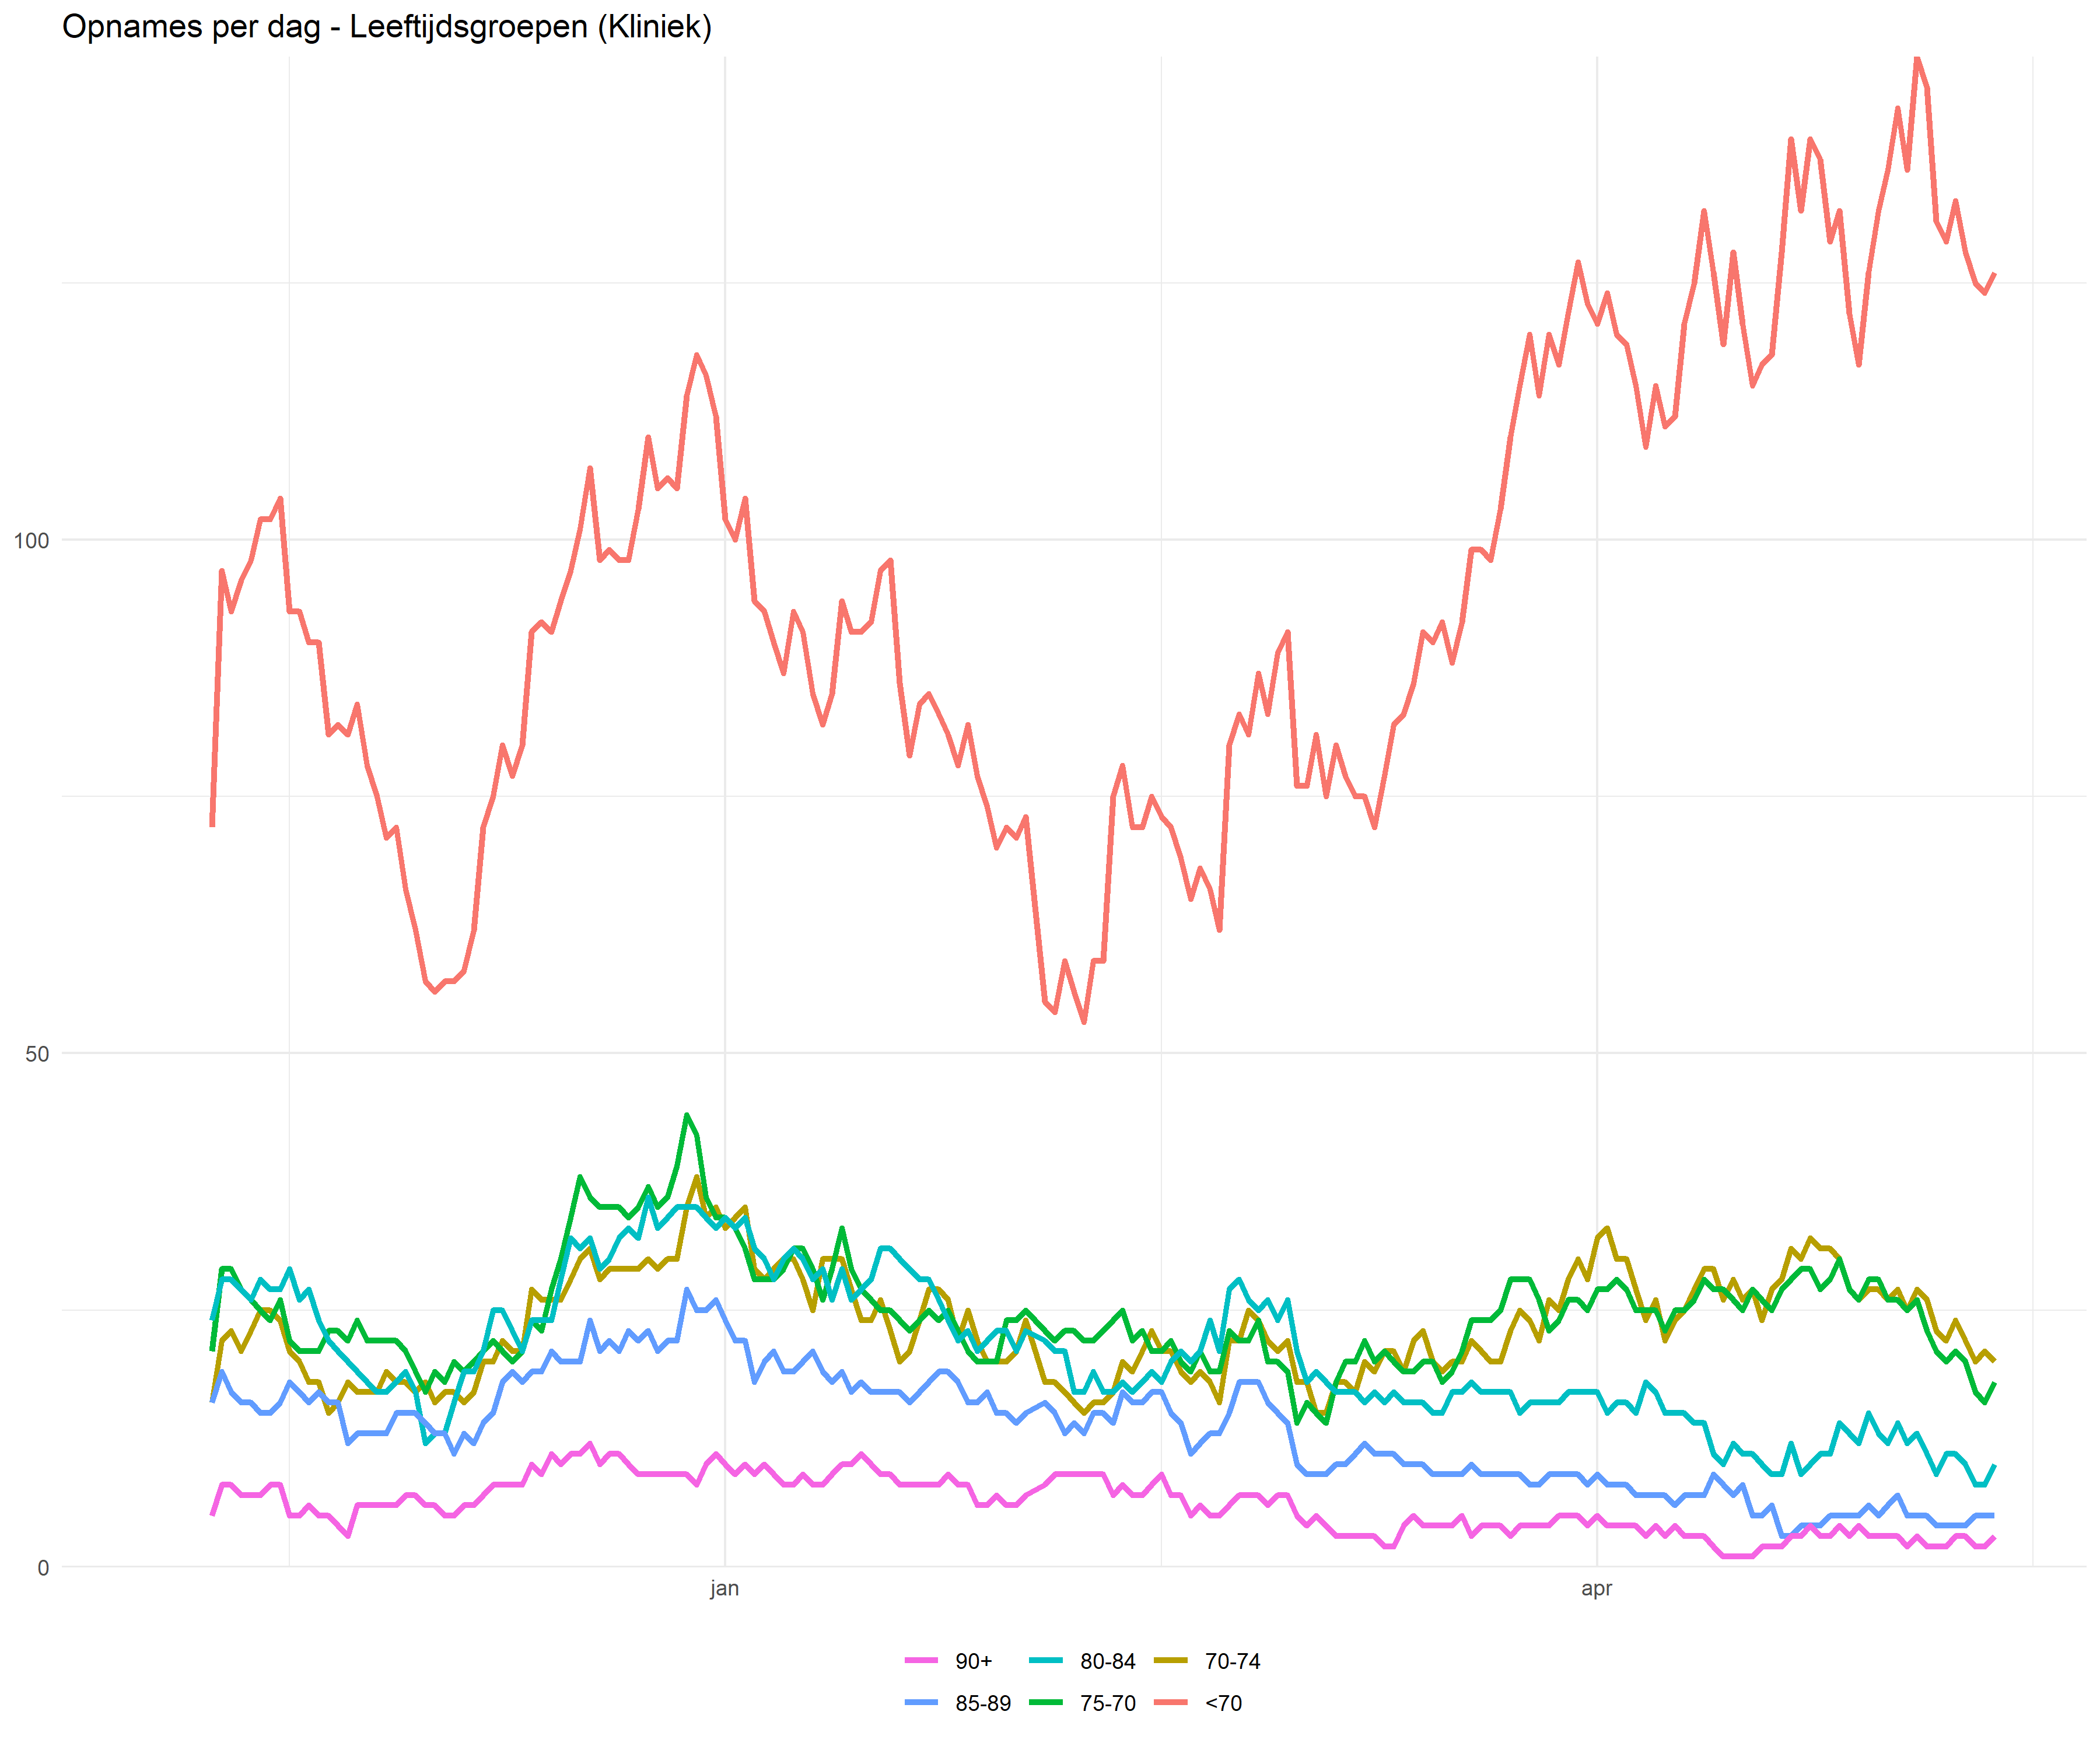 Opnames per dag - Leeftijdsgroepen (Kliniek)
100
50
0
jan apr
90+ 80-84 70-74
85-89 75-70 <70